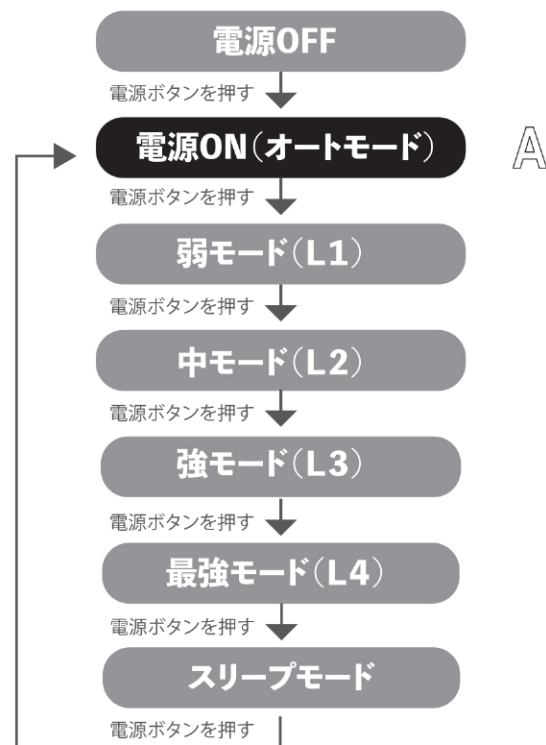 電源OFF
電源ボタンを押す
電源ON（オートモード）
A
電源ボタンを押す
弱モード（L1）
電源ボタンを押す
中モード（L2）
電源ボタンを押す
強モード（L3）
電源ボタンを押す
最強モード（L4）
電源ボタンを押す
スリープモード
電源ボタンを押す